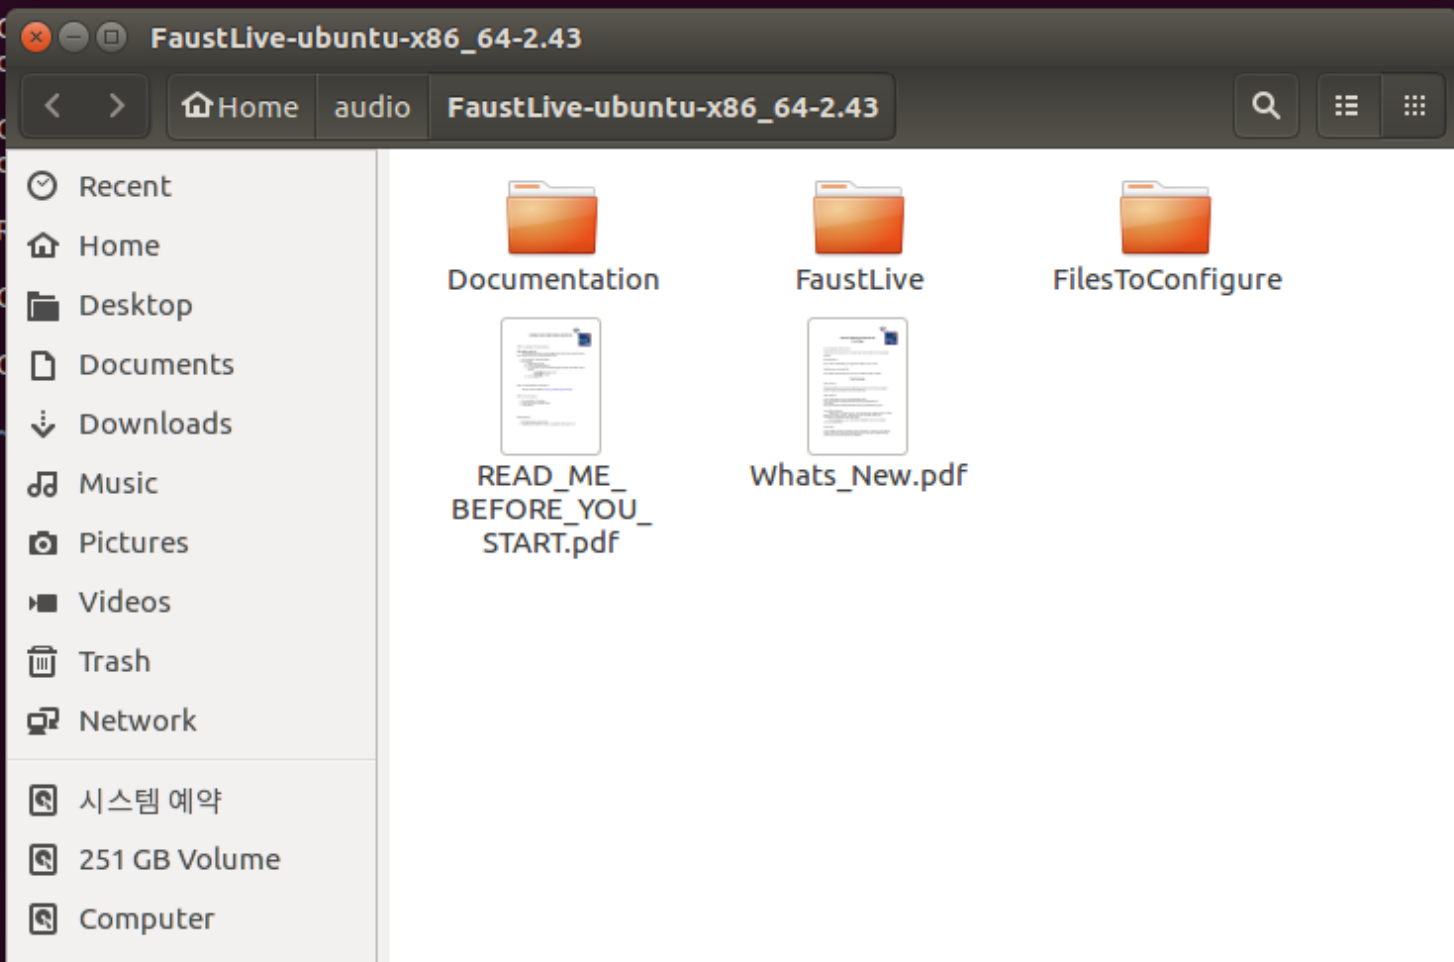 FaustLive-ubuntu-x86_64-2.43
Home audio FaustLive-ubuntu-x86_64-2.43
Recent
Home
Desktop
Documents
Downloads
Music
Pictures
Videos
Trash
Network
시스템 예약
251 GB Volume
Computer
Documentation
FaustLive
FilesToConfigure
READ_ME_
BEFORE_YOU_
START.pdf
Whats_New.pdf